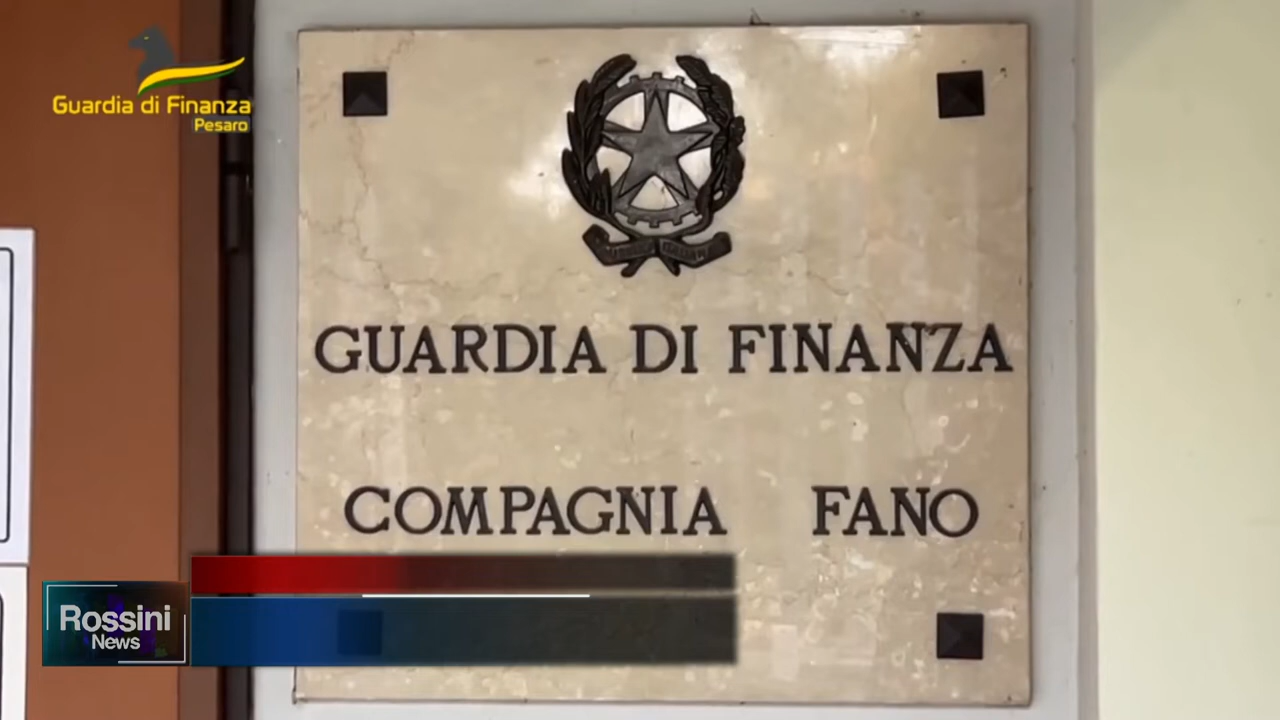 Guardia di Finanza
Pesaro
GUARDIA DI FINANZA
COMPAGNIA FANO
Rossini
News